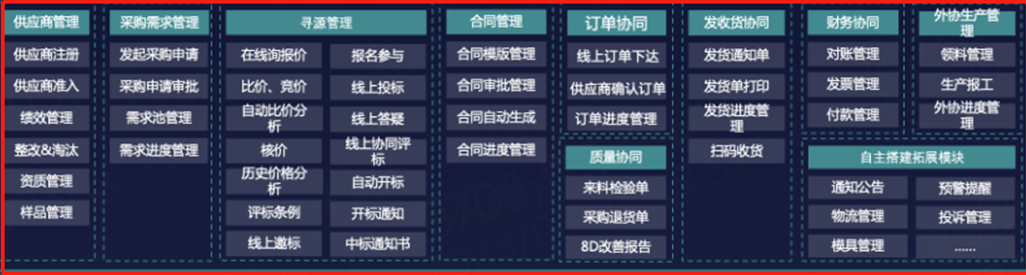 供应商管理
供应商注册
供应商准入
绩效管理
整改&淘汰
资质管理
样品管理
采购需求管理
发起采购申请
采购申请审批
需求池管理
需求进度管理
寻源管理
在线询报价
比价、竞价
自动比价分
析
核价
历史价格分
析
评标条例
线上邀标
报名参与
线上投标
线上答疑
线上协同评
标
自动开标
开标通知
中标通知书
合同管理
合同模版管理
合同审批管理
合同自动生成
合同进度管理
订单协同
线上订单下达
供应商确认订单
订单进度管理
质量协同
来料检验单
采购退货单
8D改善报告
发收货协同
发货通知单
发货单打印
发货进度管
理
扫码收货
财务协同
对账管理
发票管理
付款管理
外协生产管
理
领料管理
生产报工
外协进度管
理
自主搭建拓展模块
通知公告
预警提醒
物流管理
投诉管理
模具管理
......